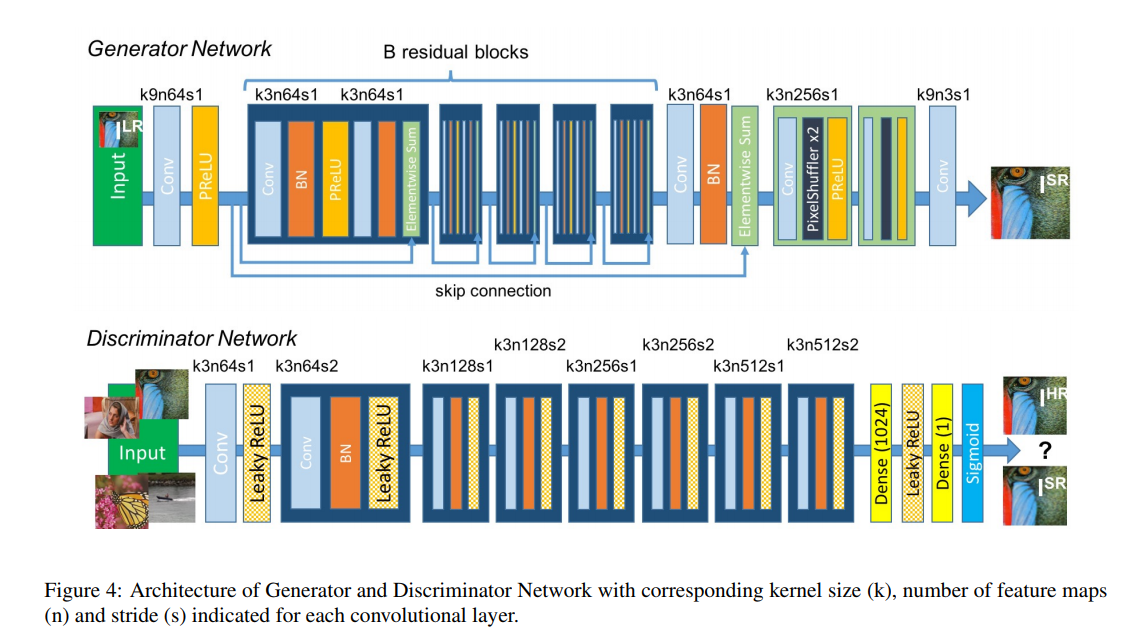 Generator Network
B residual blocks
k9n64s1
k3n64s1
k3n64s1
k3n64s1
k3n256s1
k9n3s1
I LR
Input
Conv
PReLU
Conv
BN
PReLU
Elementwise Sum
Conv
BN
Elementwise Sum
Conv
PixelShuffler x2
PReLU
Conv
I SR
skip connection
Discriminator Network
k3n128s2
k3n256s2
k3n512s2
k3n64s1
k3n64s2
k3n128s1
k3n256s1
k3n512s1
Input
Conv
Leaky ReLU
Conv
BN
Leaky ReLU
Dense (1024)
Leaky ReLU
Dense (1)
Sigmoid
I HR
?
I SR
Figure 4: Architecture of Generator and Discriminator Network with corresponding kernel size (k), number of feature maps
(n) and stride (s) indicated for each convolutional layer.